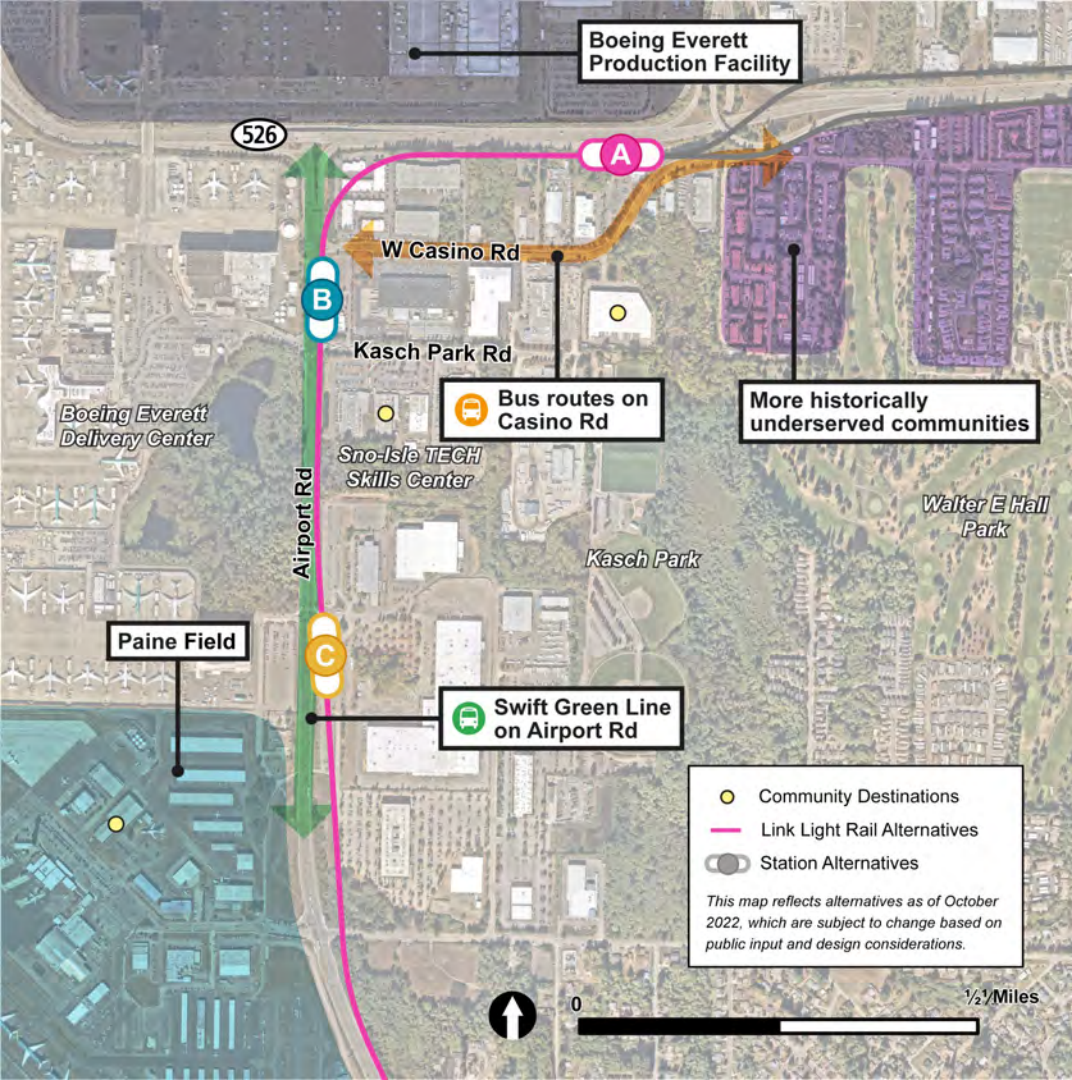 Boeing Everett
Production Facility
526
A
W Casino Rd
B
Kasch Park Rd
Bus routes on
Casino Rd
More historically
underserved communities
Boeing Everett
Delivery Center
Sno-Isle TECH
Skills Center
Airport Rd
Walter E Hall
Park
Kasch Park
Paine Field
C
Swift Green Line
on Airport Rd
Community Destinations
Link Light Rail Alternatives
Station Alternatives
This map reflects alternatives as of October
2022, which are subject to change based on
public input and design considerations.
0
½ Miles